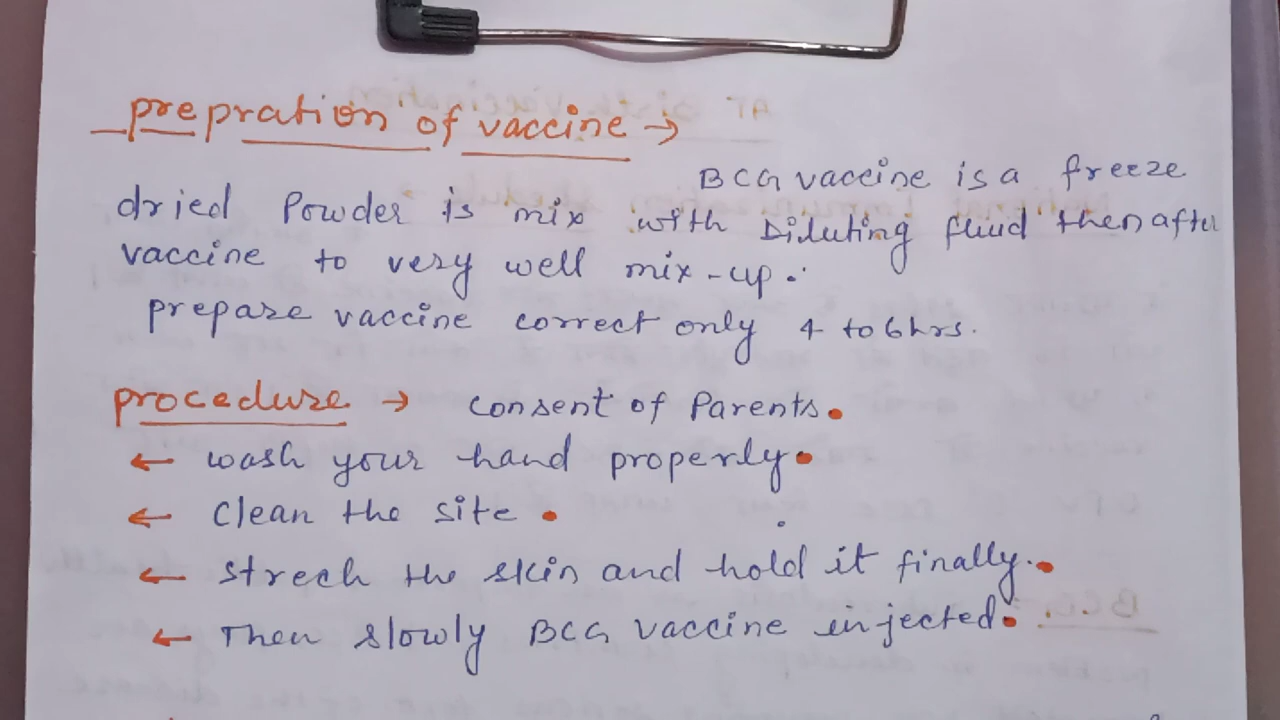 prepration of vaccine →
BCG vaccine is a freeze
dried Powder is mix with Diluting fluid then after
vaccine to very well mix-up.
prepare vaccine correct only 4 to 6 hrs.
procedure → consent of Parents.
← wash your hand properly.
← clean the site.
← strech the skin and hold it finally.
← Then slowly BCG vaccine injected.